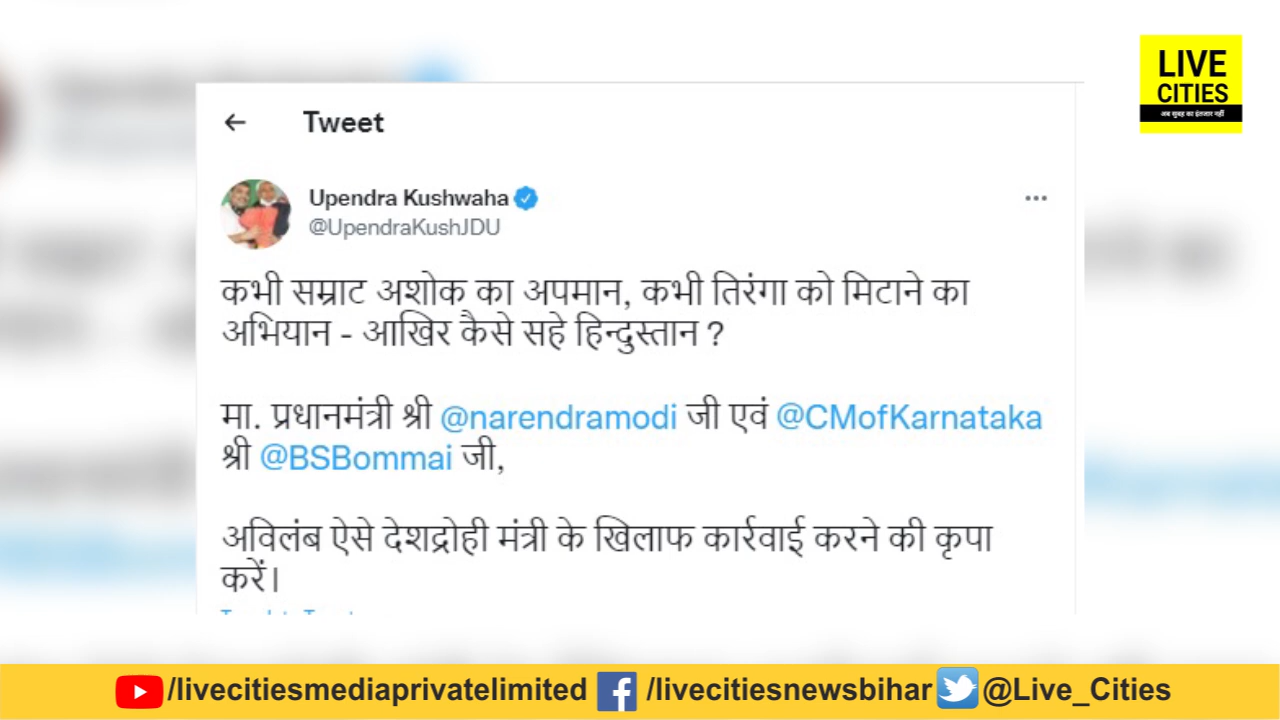 LIVE
CITIES
अब सुबह का इंतजार नहीं
← Tweet
Upendra Kushwaha
@UpendraKushJDU
कभी सम्राट अशोक का अपमान, कभी तिरंगा को मिटाने का
अभियान - आखिर कैसे सहे हिन्दुस्तान ?
मा. प्रधानमंत्री श्री @narendramodi जी एवं @CMofKarnataka
श्री @BSBommai जी,
अविलंब ऐसे देशद्रोही मंत्री के खिलाफ कार्रवाई करने की कृपा
करें।
/livecitiesmediaprivatelimited /livecitiesnewsbihar @Live_Cities